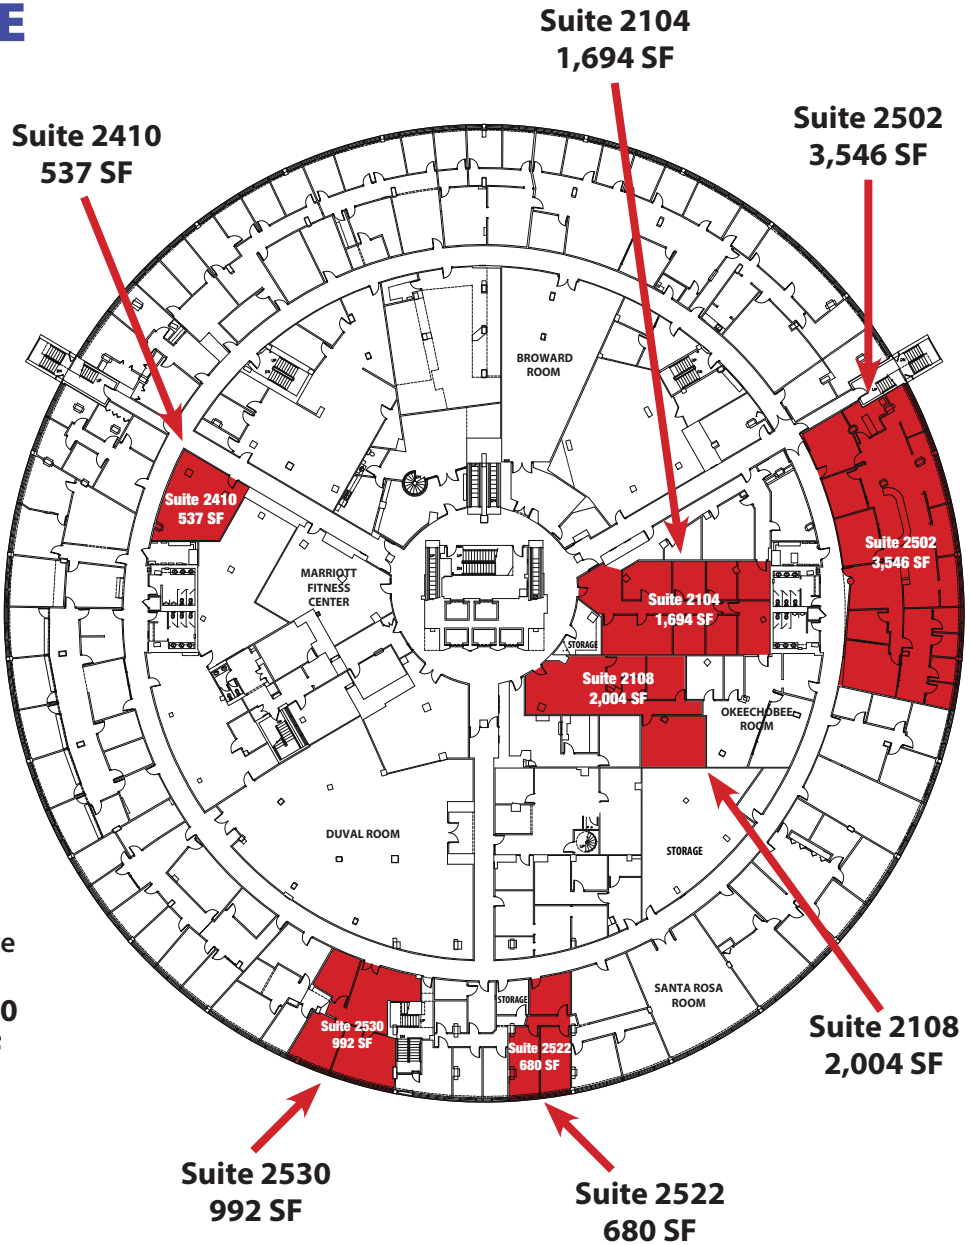 E
Suite 2104
1,694 SF
Suite 2502
3,546 SF
Suite 2410
537 SF
BROWARD
ROOM
Suite 2410
537 SF
Suite 2502
3,546 SF
MARRIOTT
FITNESS
CENTER
Suite 2104
1,694 SF
STORAGE
Suite 2108
2,004 SF
OKEECHOBEE
ROOM
DUVAL ROOM
STORAGE
SANTA ROSA
ROOM
STORAGE
Suite 2530
992 SF
Suite 2522
680 SF
e
0
Suite 2108
2,004 SF
Suite 2530
992 SF
Suite 2522
680 SF